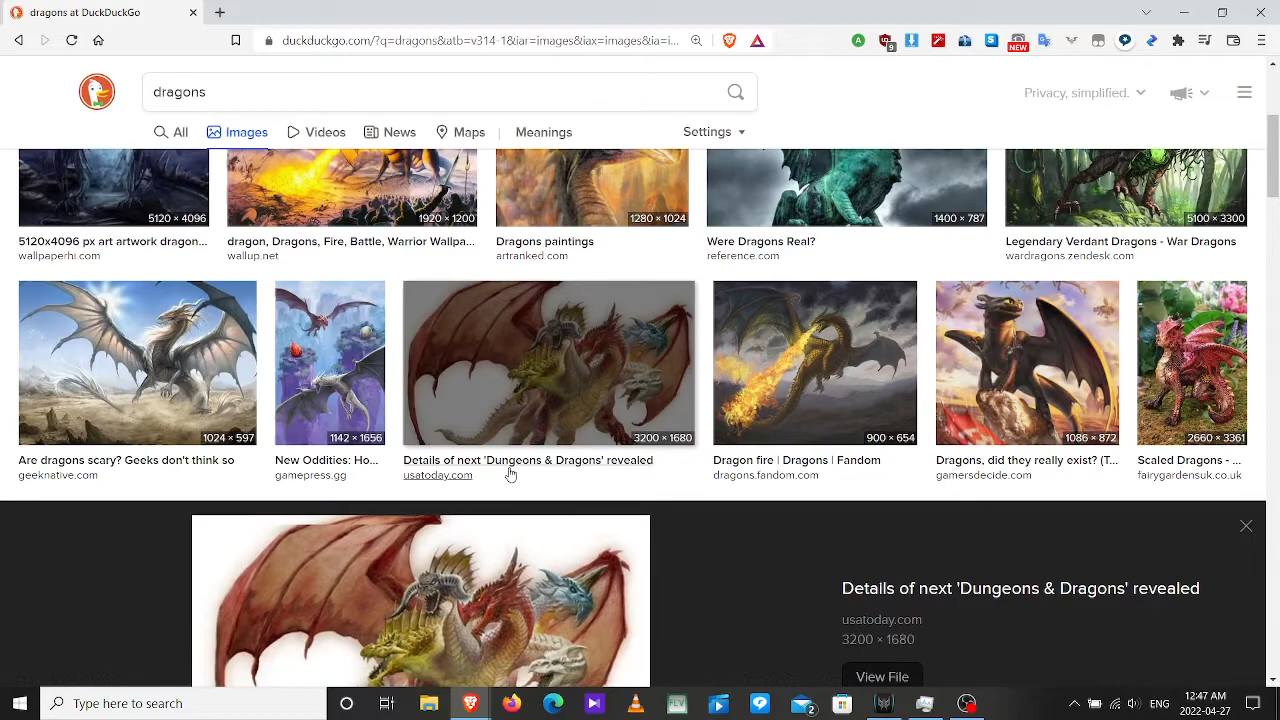 dragons at DuckDuckGo
duckduckgo.com/?q=dragons&atb=v314-1&iar=images&iax=images&ia=i...
9
NEW
dragons
Privacy, simplified.
All
Images
Videos
News
Maps
Meanings
Settings
5120 × 4096
1920 × 1200
1280 × 1024
1400 × 787
5100 × 3300
5120x4096 px art artwork dragon...
dragon, Dragons, Fire, Battle, Warrior Wallpa...
Dragons paintings
Were Dragons Real?
Legendary Verdant Dragons - War Dragons
wallpaperhi.com
wallup.net
artranked.com
reference.com
wardragons.zendesk.com
1024 × 597
1142 × 1656
3200 × 1680
900 × 654
1086 × 872
2660 × 3361
Are dragons scary? Geeks don't think so
New Oddities: Ho...
Details of next 'Dungeons & Dragons' revealed
Dragon fire | Dragons | Fandom
Dragons, did they really exist? (T...
Scaled Dragons - ...
geeknative.com
gamepress.gg
usatoday.com
dragons.fandom.com
gamersdecide.com
fairygardensuk.co.uk
Details of next 'Dungeons & Dragons' revealed
usatoday.com
3200 × 1680
View File
Type here to search
FLV
2
12:47 AM
2022-04-27